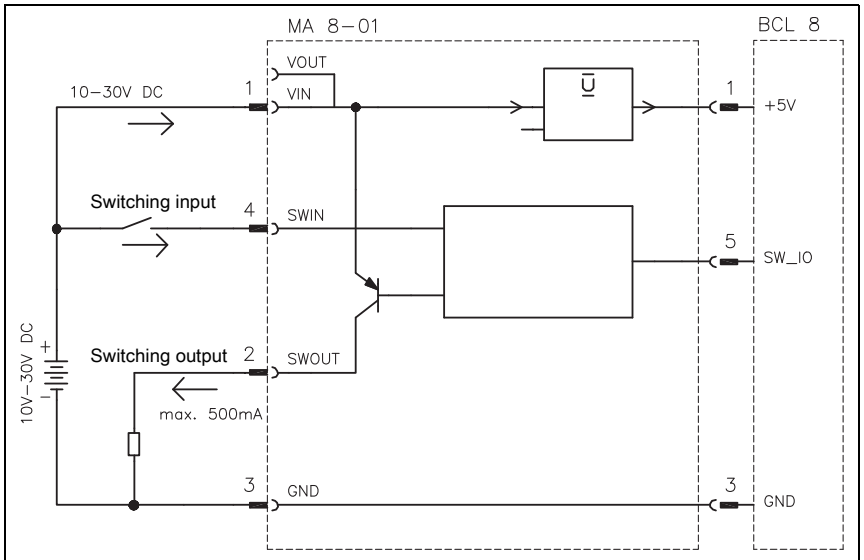 MA 8-01
BCL 8
VOUT
10-30V DC
1
VIN
U
1
+5V
Switching input
4
SWIN
5
SW_IO
10V-30V DC
+
-
Switching output
2
SWOUT
max. 500mA
3
GND
3
GND